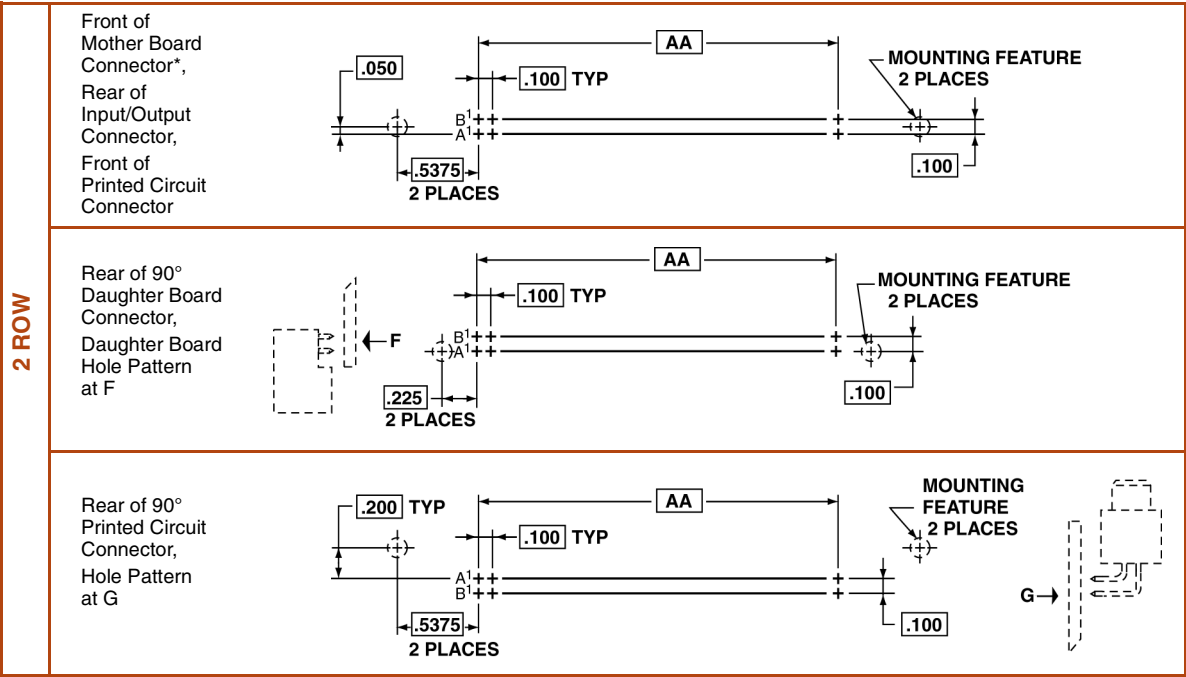 2 ROW
Front of
Mother Board
Connector*,
Rear of
Input/Output
Connector,
Front of
Printed Circuit
Connector
.050
.100 TYP
AA
MOUNTING FEATURE
2 PLACES
B1
A1
.5375
2 PLACES
.100
Rear of 90°
Daughter Board
Connector,
Daughter Board
Hole Pattern
at F
F
.100 TYP
AA
MOUNTING FEATURE
2 PLACES
B1
A1
.225
2 PLACES
.100
Rear of 90°
Printed Circuit
Connector,
Hole Pattern
at G
.200 TYP
.100 TYP
AA
MOUNTING
FEATURE
2 PLACES
A1
B1
.5375
2 PLACES
.100
G